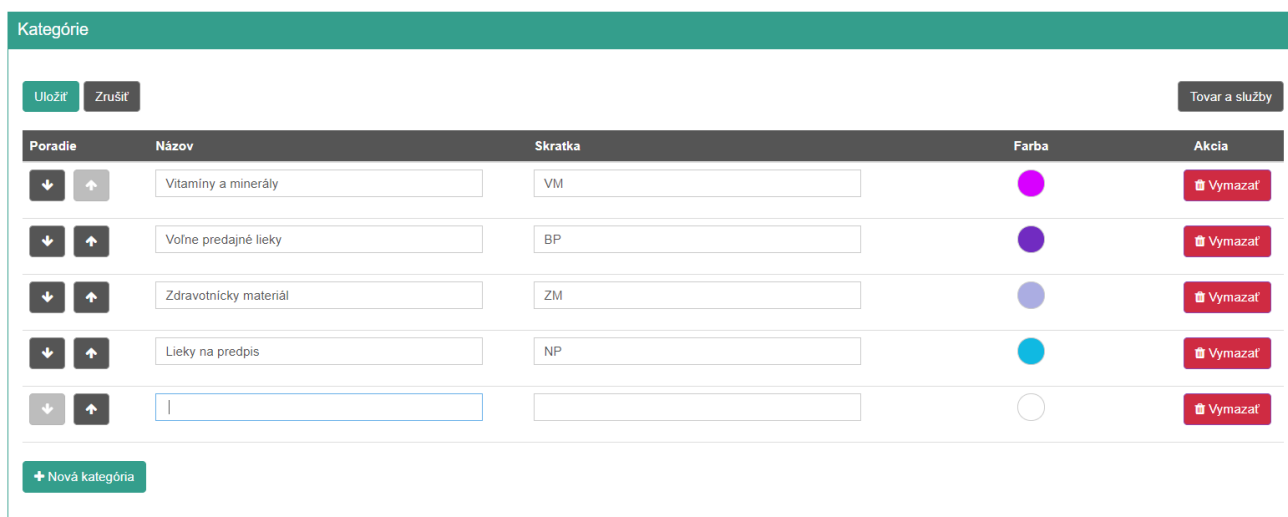 Kategórie
Uložiť Zrušiť Tovar a služby
Poradie Názov Skratka Farba Akcia
Vitamíny a minerály VM Vymazať
Voľne predajné lieky BP Vymazať
Zdravotnícky materiál ZM Vymazať
Lieky na predpis NP Vymazať
Vymazať
+ Nová kategória